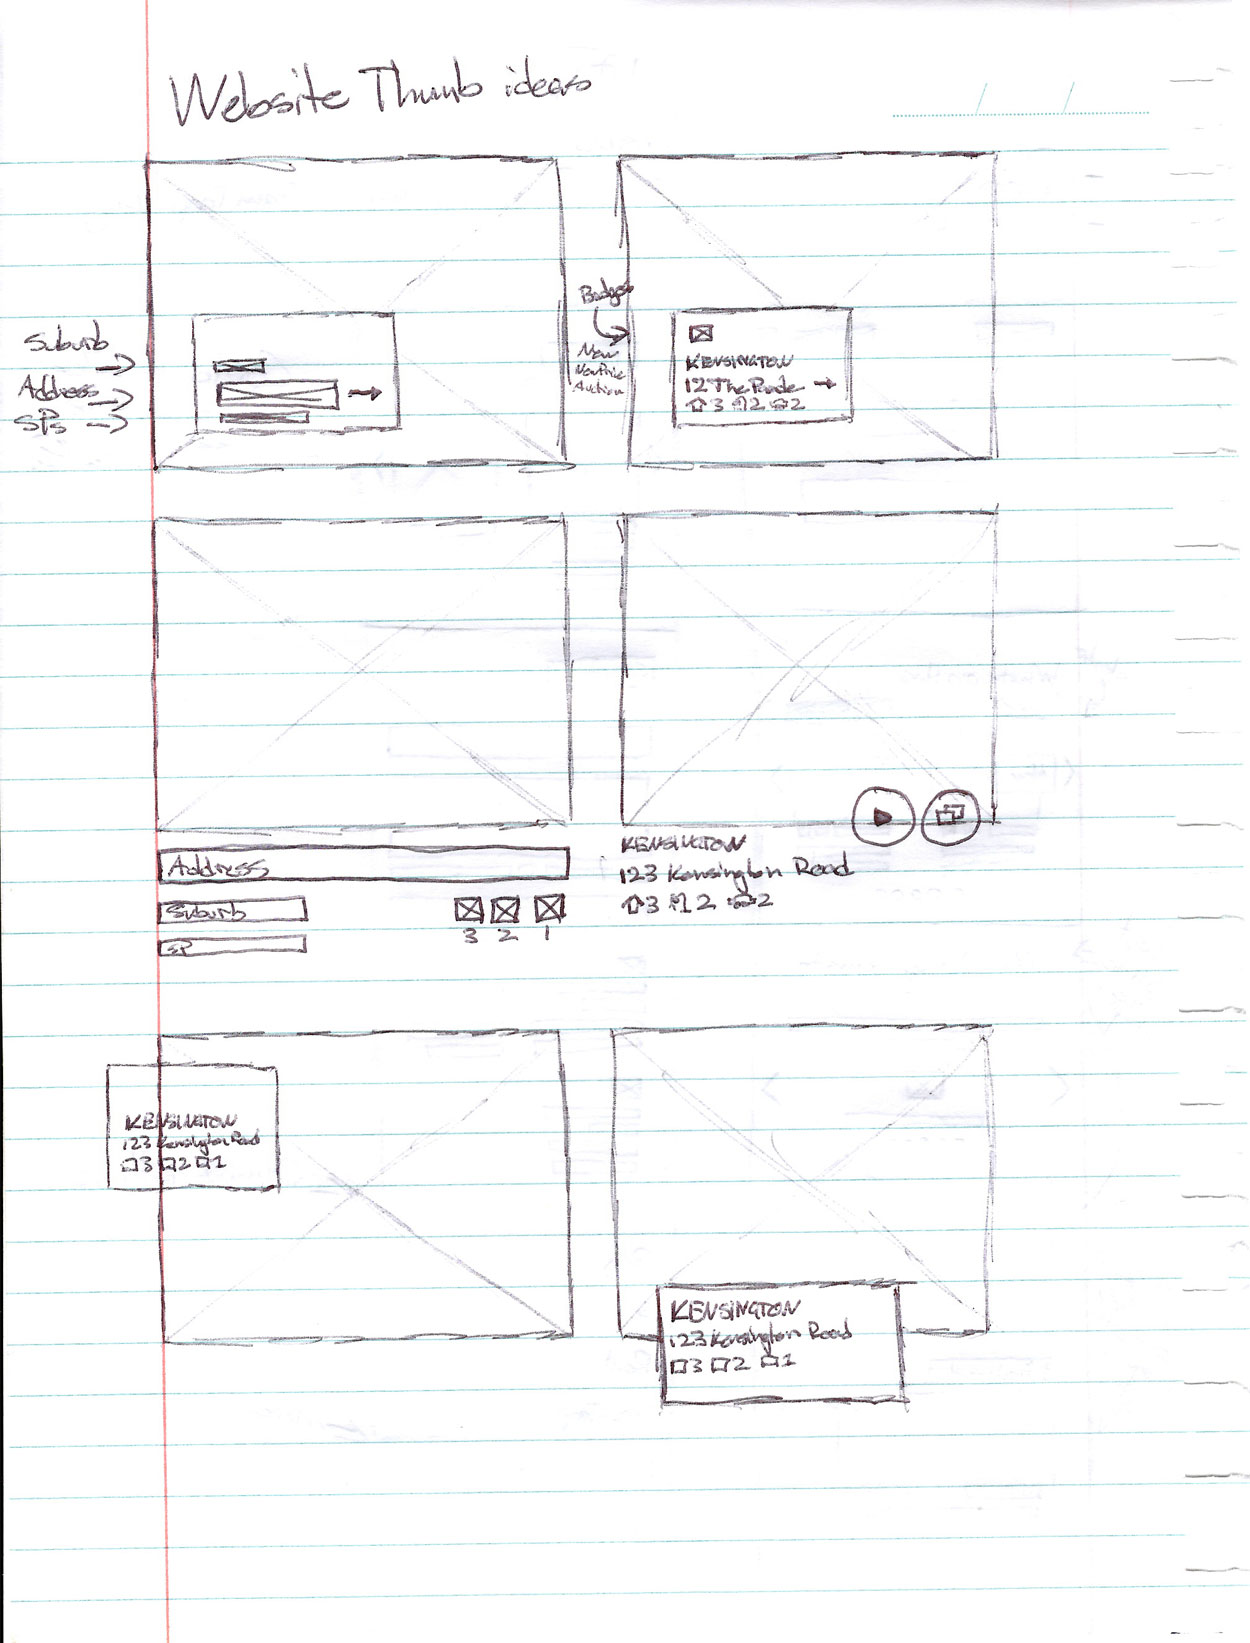 Website Thumb ideas
Suburb
Address
SPs
Badges
New
New Price
Auction
KENSINGTON
12 The Parade
3 2 2
Address
Suburb
SP
3 2 1
KENSINGTON
123 Kensington Road
3 2 2
KENSINGTON
123 Kensington Road
3 2 1
KENSINGTON
123 Kensington Road
3 2 1